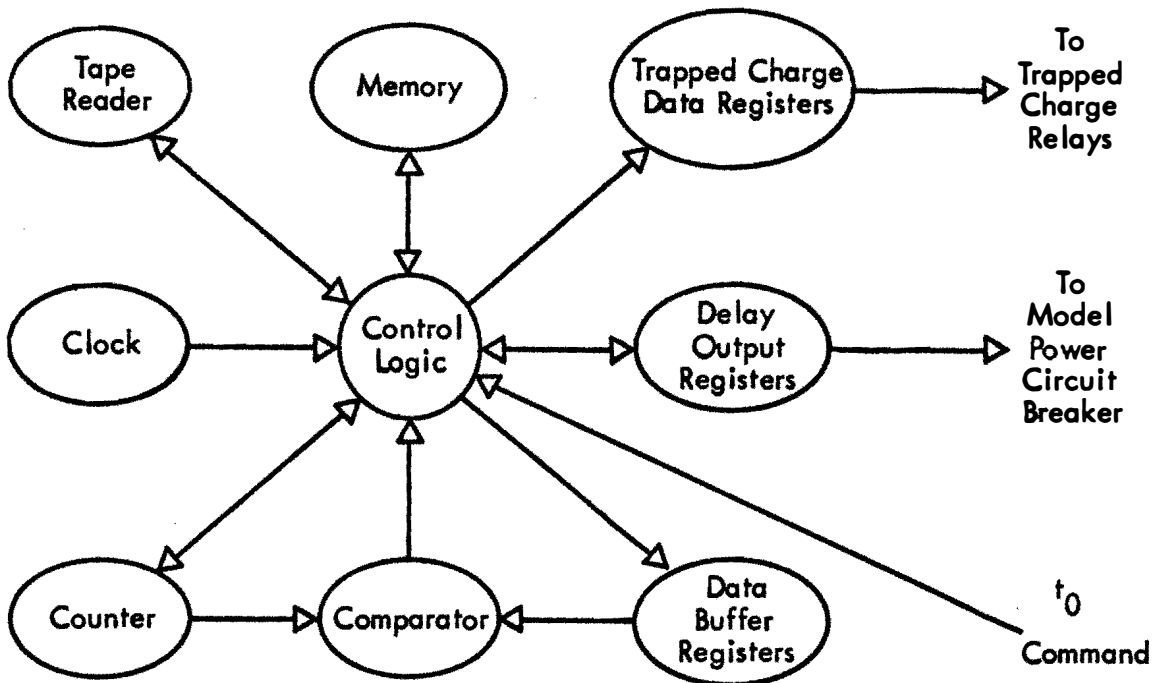 Tape
Reader
Memory
Trapped Charge
Data Registers
To
Trapped
Charge
Relays
Clock
Control
Logic
Delay
Output
Registers
To
Model
Power
Circuit
Breaker
Counter
Comparator
Data
Buffer
Registers
t0
Command